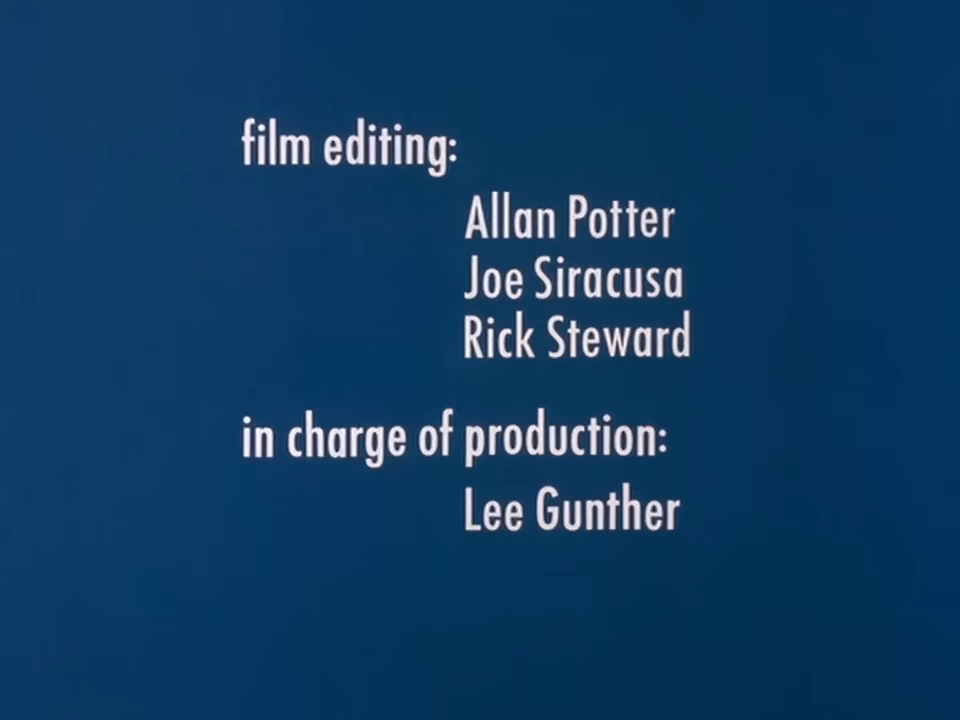 film editing:
Allan Potter
Joe Siracusa
Rick Steward
in charge of production:
Lee Gunther